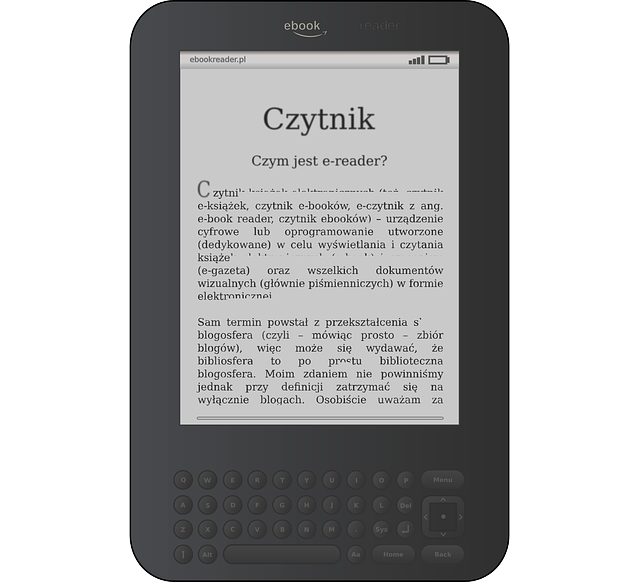 ebook reader
ebookreader.pl
Czytnik
Czym jest e-reader?
Czytnik
e-książek, czytnik e-booków, e-czytnik z ang.
e-book reader, czytnik ebooków) – urządzenie
cyfrowe lub oprogramowanie utworzone
(dedykowane) w celu wyświetlania i czytania
(e-gazeta) oraz wszelkich dokumentów
wizualnych (głównie piśmienniczych) w formie
elektronicznej
Sam termin powstał z przekształcenia
blogosfera (czyli – mówiąc prosto – zbiór
blogów), więc może się wydawać, że
bibliosfera to po prostu biblioteczna
blogosfera. Moim zdaniem nie powinniśmy
jednak przy definicji zatrzymać się na
wyłącznie blogach. Osobiście uważam za
Q W E R T Y U I O P Menu
A S D F G H J K L Del
Z X C V B N M .
Alt Aa Home Back